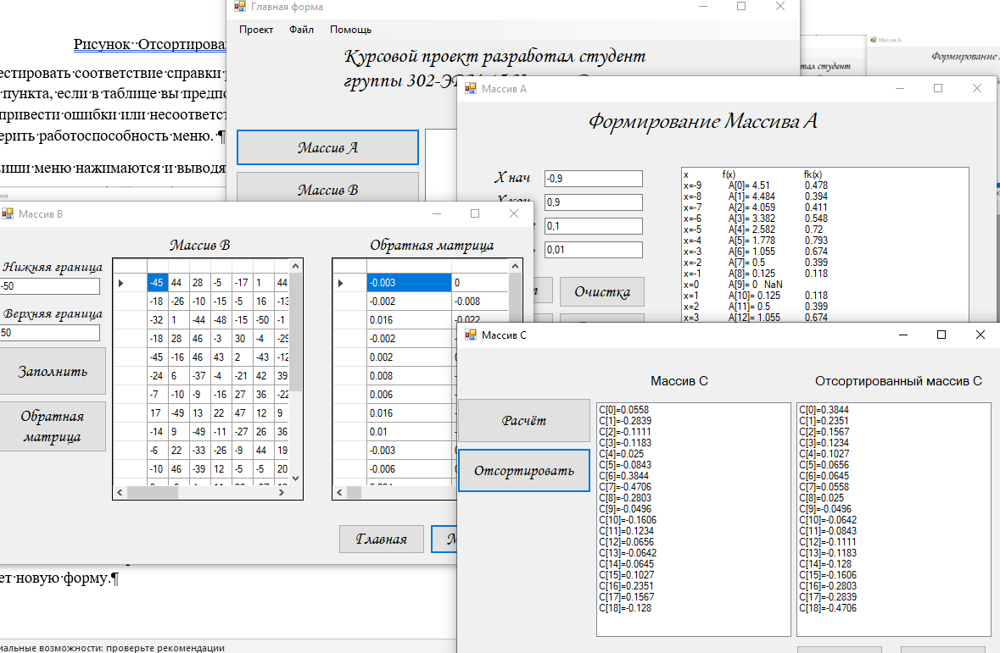 Главная форма
Проект Файл Помощь
Курсовой проект разработал студент
группы
Массив А
Массив В
Рисунок··Отсортирова
естировать·соответствие·справки
пункта,·если·в·таблице·вы·предпо
привести·ошибки·или·несоответст
ерить·работоспособность·меню.·¶
иши·меню·нажимаются·и·выводя
Массив А
Формирование
тал студент
Массив А
Формирование Массива А
X нач -0,9
0,9
0,1
0,01
Очистка
x f(x) fk(x)
x=-9 A[0]= 4.51 0.478
x=-8 A[1]= 4.484 0.394
x=-7 A[2]= 4.059 0.411
x=-6 A[3]= 3.382 0.548
x=-5 A[4]= 2.582 0.72
x=-4 A[5]= 1.778 0.793
x=-3 A[6]= 1.055 0.674
x=-2 A[7]= 0.5 0.399
x=-1 A[8]= 0.125 0.118
x=0 A[9]= 0 NaN
x=1 A[10]= 0.125 0.118
x=2 A[11]= 0.5 0.399
x=3 A[12]= 1.055 0.674
Массив В
Массив В
Обратная матрица
Нижняя граница
-50
Верхняя граница
50
Заполнить
Обратная
матрица
-45 44 28 -5 -17 1 44
-18 -26 -10 -15 -5 16 -13
-32 1 -44 -48 -15 -50 -1
-18 28 46 -3 30 -4 -29
-45 -16 46 43 2 -43 -12
-24 6 -37 -4 -21 42 39
-7 -10 -9 -16 27 36 -22
17 -49 13 22 47 12 9
-14 9 -49 -11 -27 26 36
-6 22 -33 -26 -9 44 19
-10 46 -39 12 -5 -5 20
-0.003 0
-0.002 -0.008
0.016 -0.022
-0.002
0.002
0.008
0.006
0.016
0.01
-0.003
-0.006
Главная
М
Массив С
Массив С
Отсортированный массив С
Расчёт
Отсортировать
C[0]=0.0558
C[1]=-0.2839
C[2]=-0.1111
C[3]=-0.1183
C[4]=0.025
C[5]=-0.0843
C[6]=0.3844
C[7]=-0.4706
C[8]=-0.2803
C[9]=-0.0496
C[10]=-0.1606
C[11]=0.1234
C[12]=0.0656
C[13]=-0.0642
C[14]=0.0645
C[15]=0.1027
C[16]=0.2351
C[17]=0.1567
C[18]=-0.128
C[0]=0.3844
C[1]=0.2351
C[2]=0.1567
C[3]=0.1234
C[4]=0.1027
C[5]=0.0656
C[6]=0.0645
C[7]=0.0558
C[8]=0.025
C[9]=-0.0496
C[10]=-0.0642
C[11]=-0.0843
C[12]=-0.1111
C[13]=-0.1183
C[14]=-0.128
C[15]=-0.1606
C[16]=-0.2803
C[17]=-0.2839
C[18]=-0.4706
ет·новую·форму.¶
иальные возможности: проверьте рекомендации